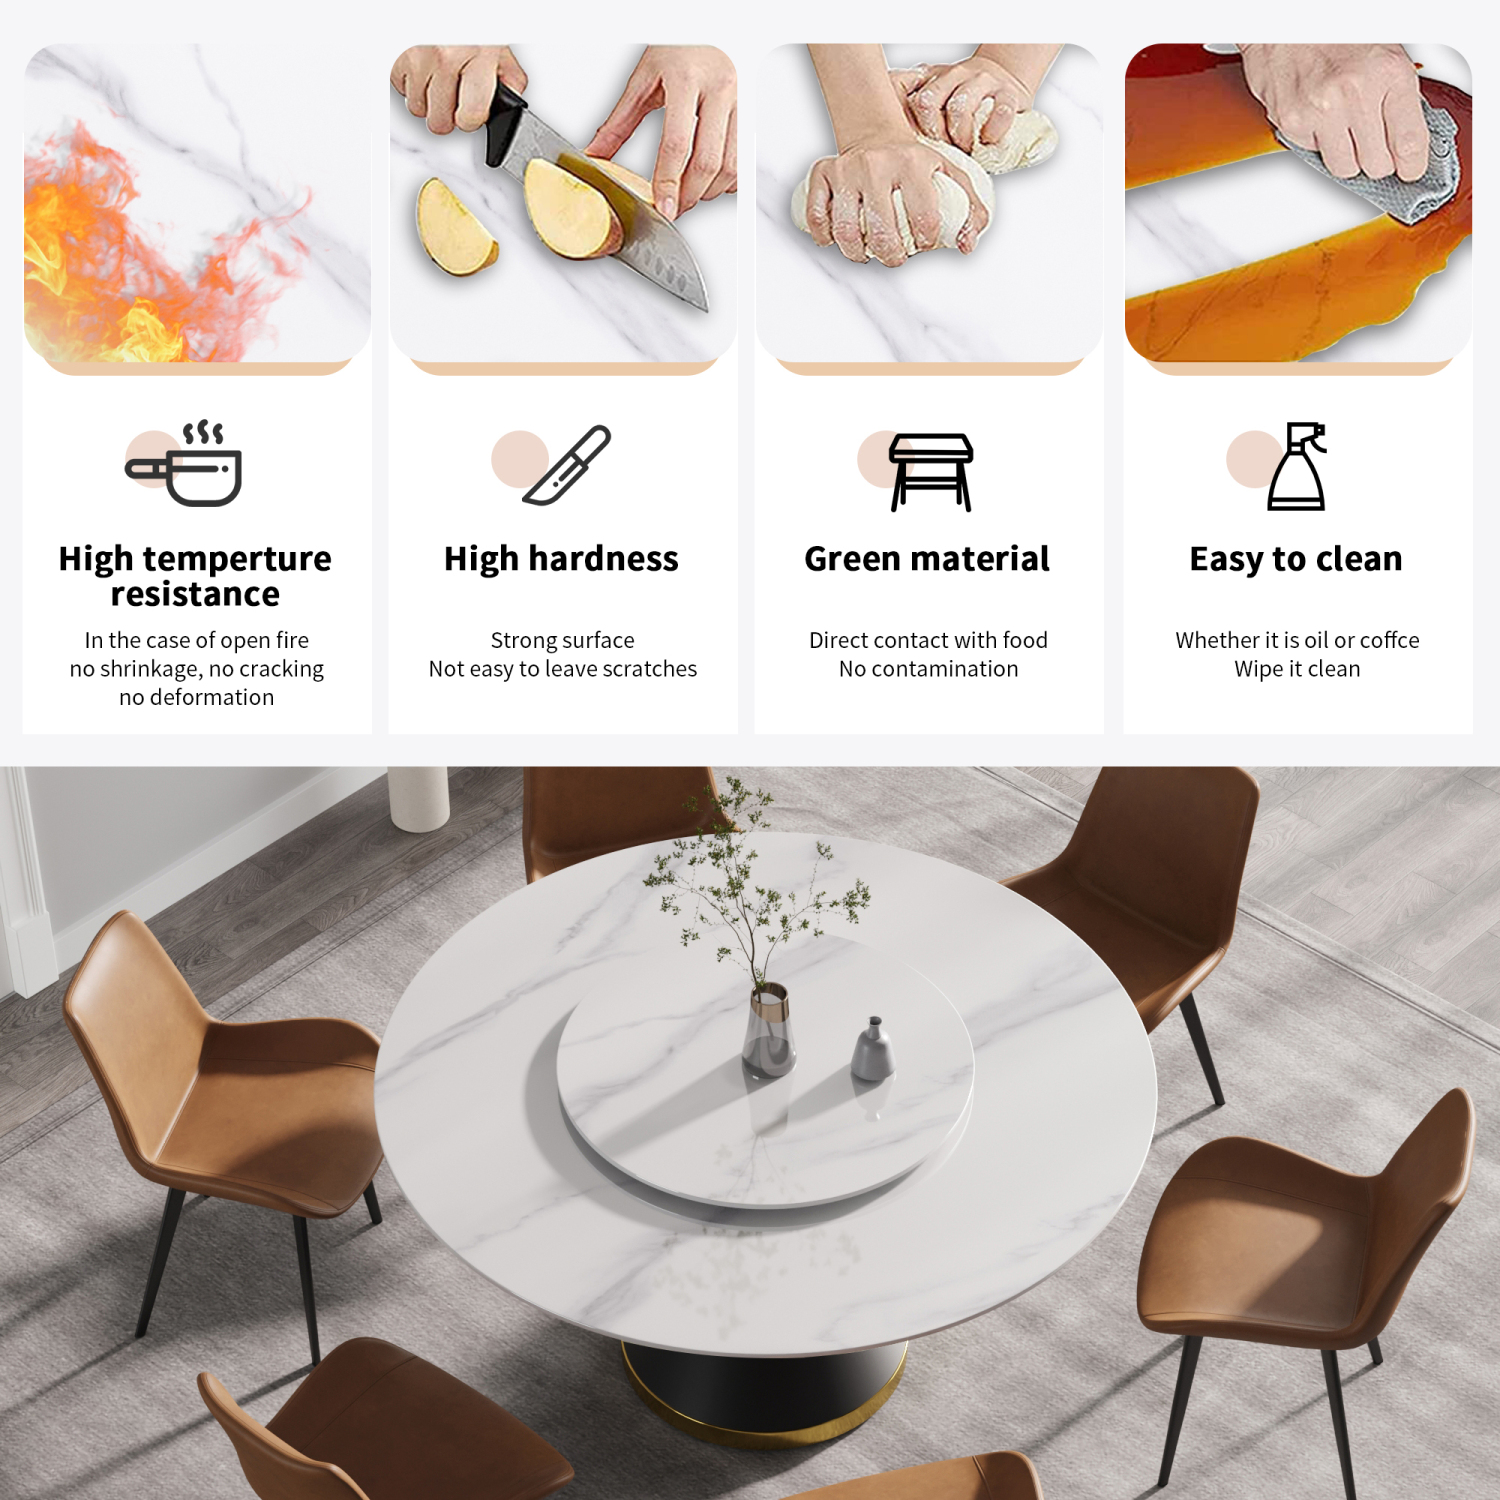 High temperture
resistance
In the case of open fire
no shrinkage, no cracking
no deformation
High hardness
Strong surface
Not easy to leave scratches
Green material
Direct contact with food
No contamination
Easy to clean
Whether it is oil or coffce
Wipe it clean